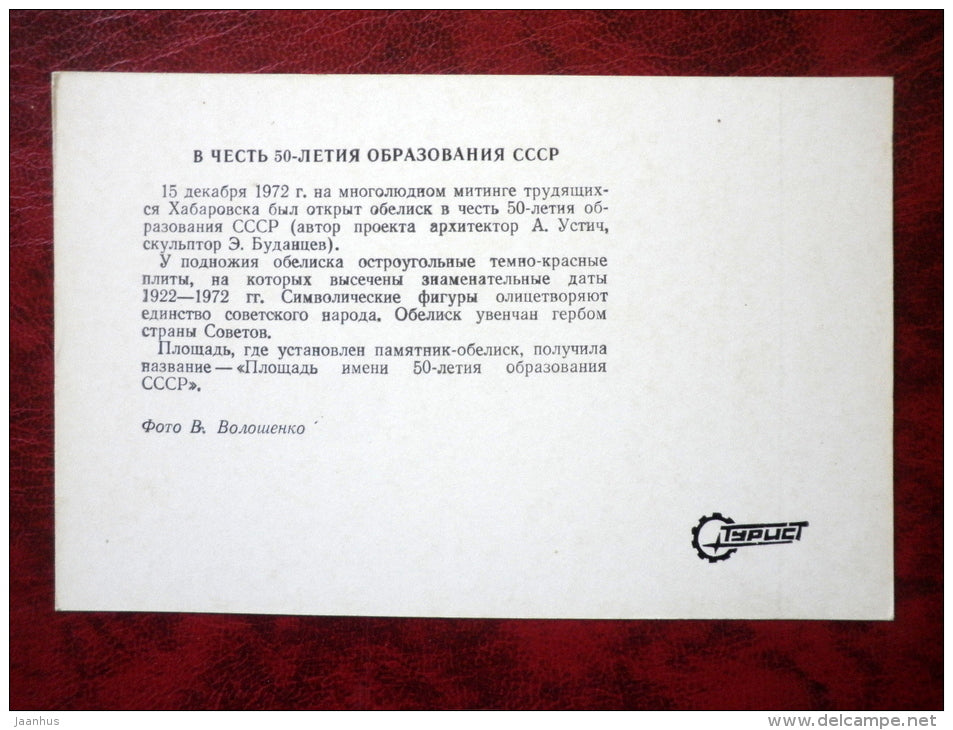 В ЧЕСТЬ 50-ЛЕТИЯ ОБРАЗОВАНИЯ СССР
15 декабря 1972 г. на многолюдном митинге трудящих-
ся Хабаровска был открыт обелиск в честь 50-летия об-
разования СССР (автор проекта архитектор А. Устич,
скульптор Э. Буданцев).
У подножия обелиска остроугольные темно-красные
плиты, на которых высечены знаменательные даты
1922—1972 гг. Символические фигуры олицетворяют
единство советского народа. Обелиск увенчан гербом
страны Советов.
Площадь, где установлен памятник-обелиск, получила
название — «Площадь имени 50-летия образования
СССР».
Фото В. Волошенко
ТУРИСТ
Jaanhus
www.delcampe.net